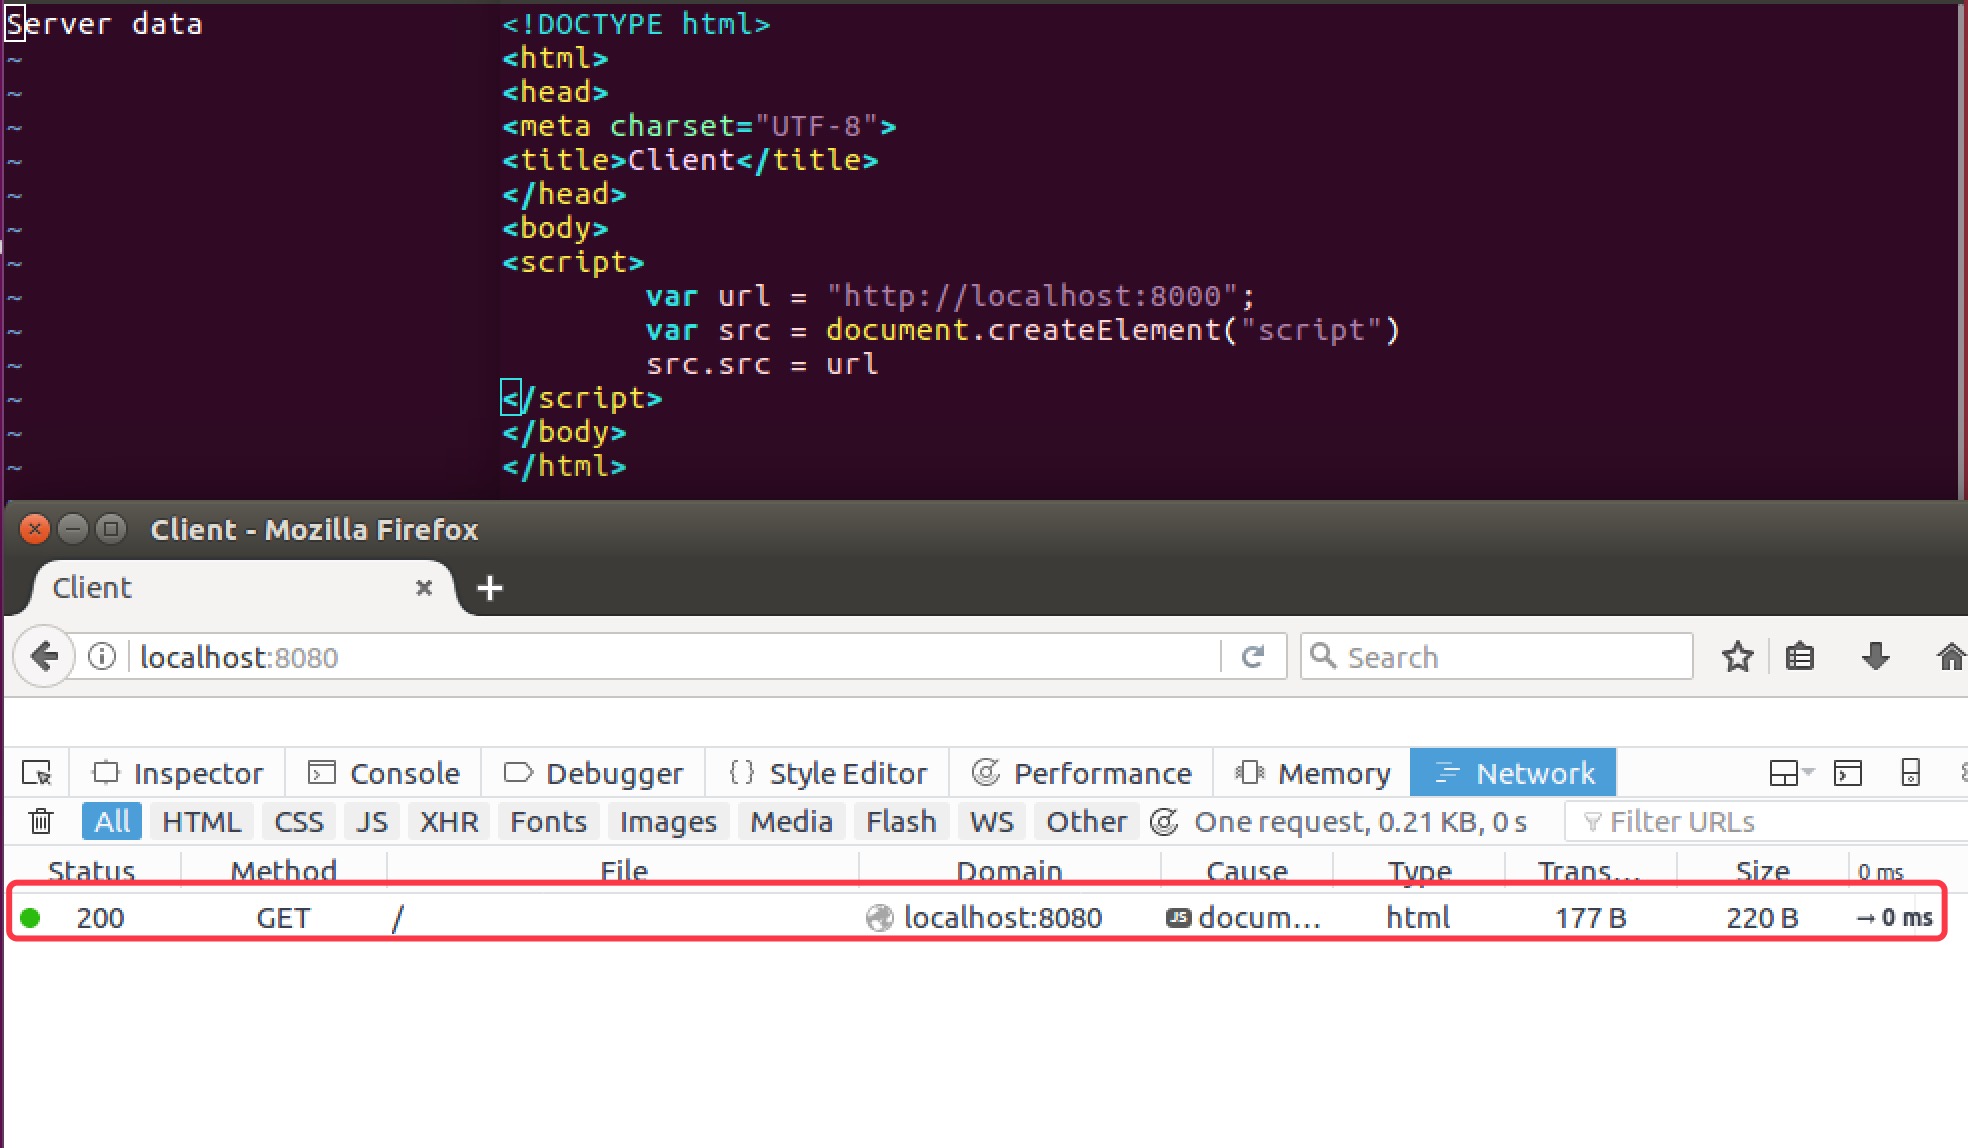 Server data
~
~
~
~
~
~
~
~
~
~
~
~
~
<!DOCTYPE html>
<html>
<head>
<meta charset="UTF-8">
<title>Client</title>
</head>
<body>
<script>
        var url = "http://localhost:8000";
        var src = document.createElement("script")
        src.src = url
</script>
</body>
</html>
Client - Mozilla Firefox
Client
localhost:8080 Search
Inspector Console Debugger {} Style Editor Performance Memory Network
All HTML CSS JS XHR Fonts Images Media Flash WS Other One request, 0.21 KB, 0 s Filter URLs
Status Method File Domain Cause Type Trans... Size 0 ms
200 GET / localhost:8080 JS docum... html 177 B 220 B → 0 ms